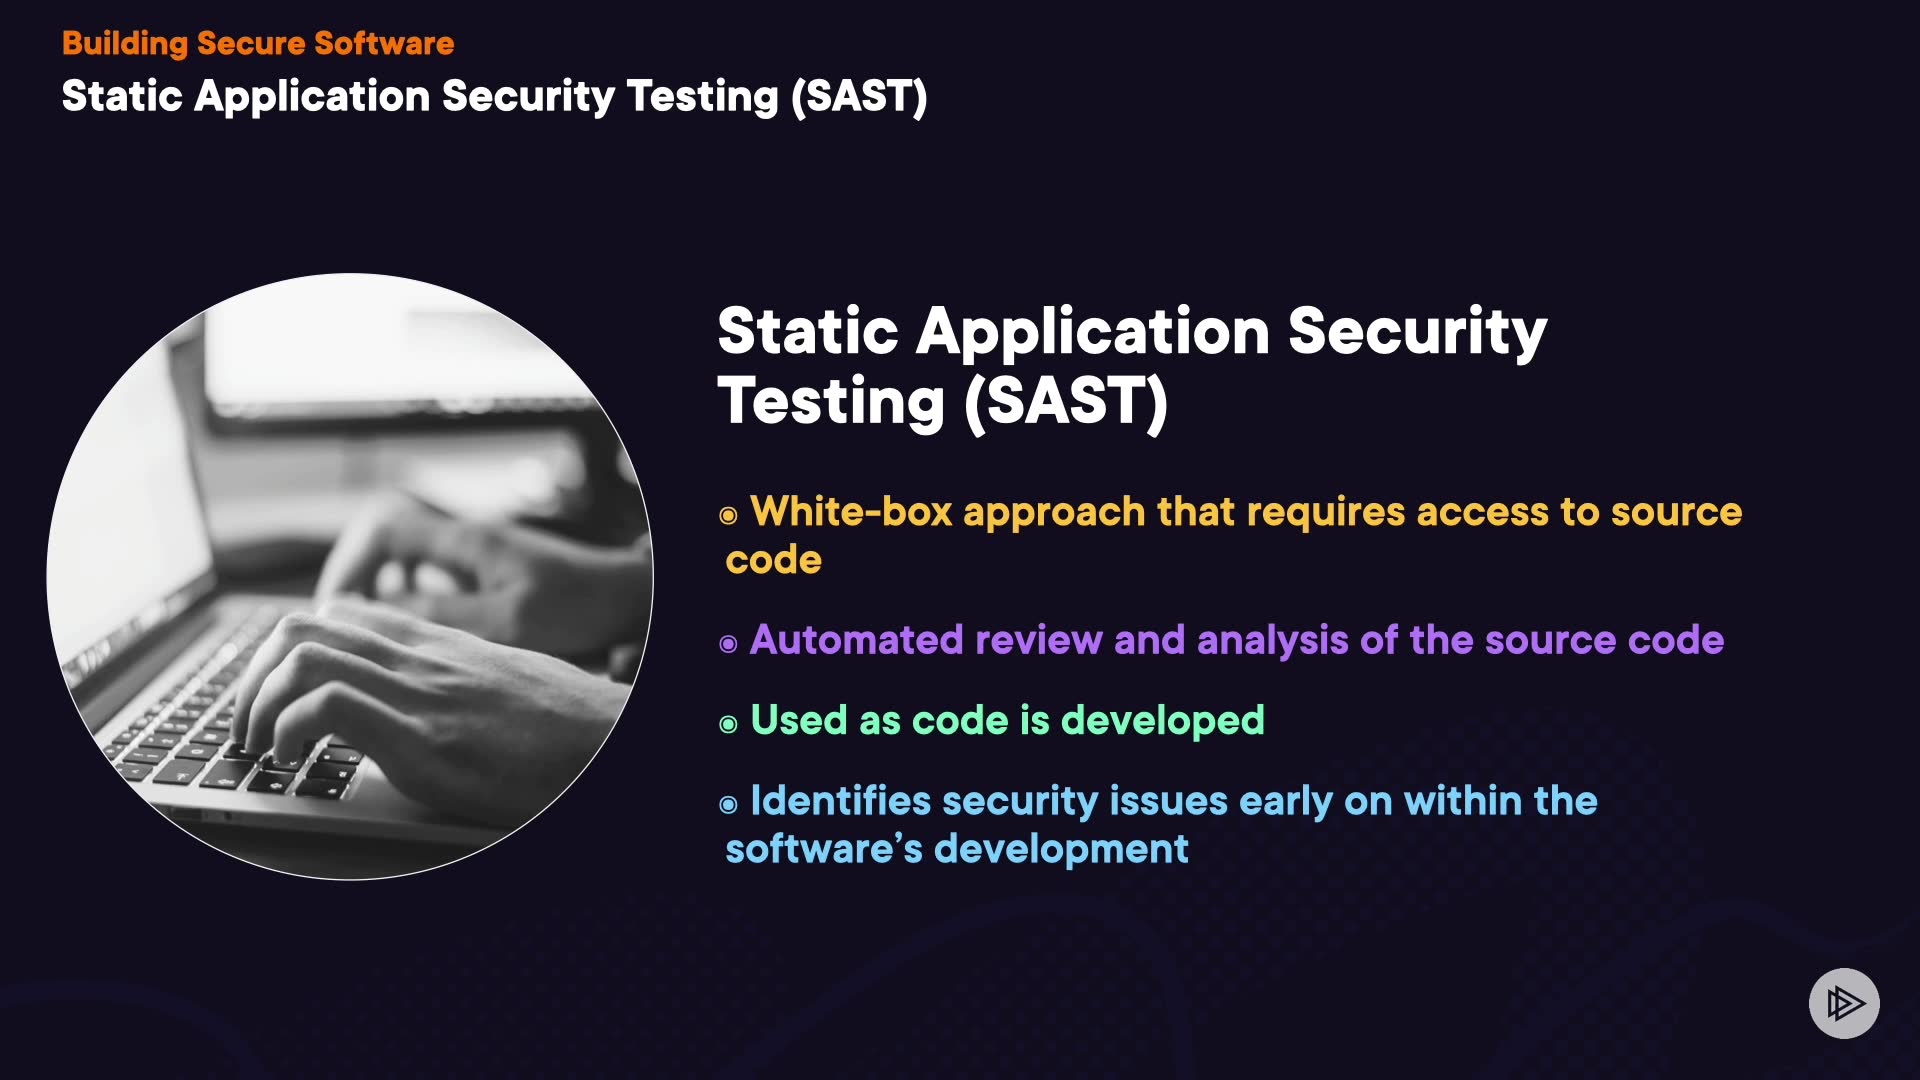 Building Secure Software
Static Application Security Testing (SAST)
Static Application Security
Testing (SAST)
◉ White-box approach that requires access to source
code
◉ Automated review and analysis of the source code
◉ Used as code is developed
◉ Identifies security issues early on within the
software’s development